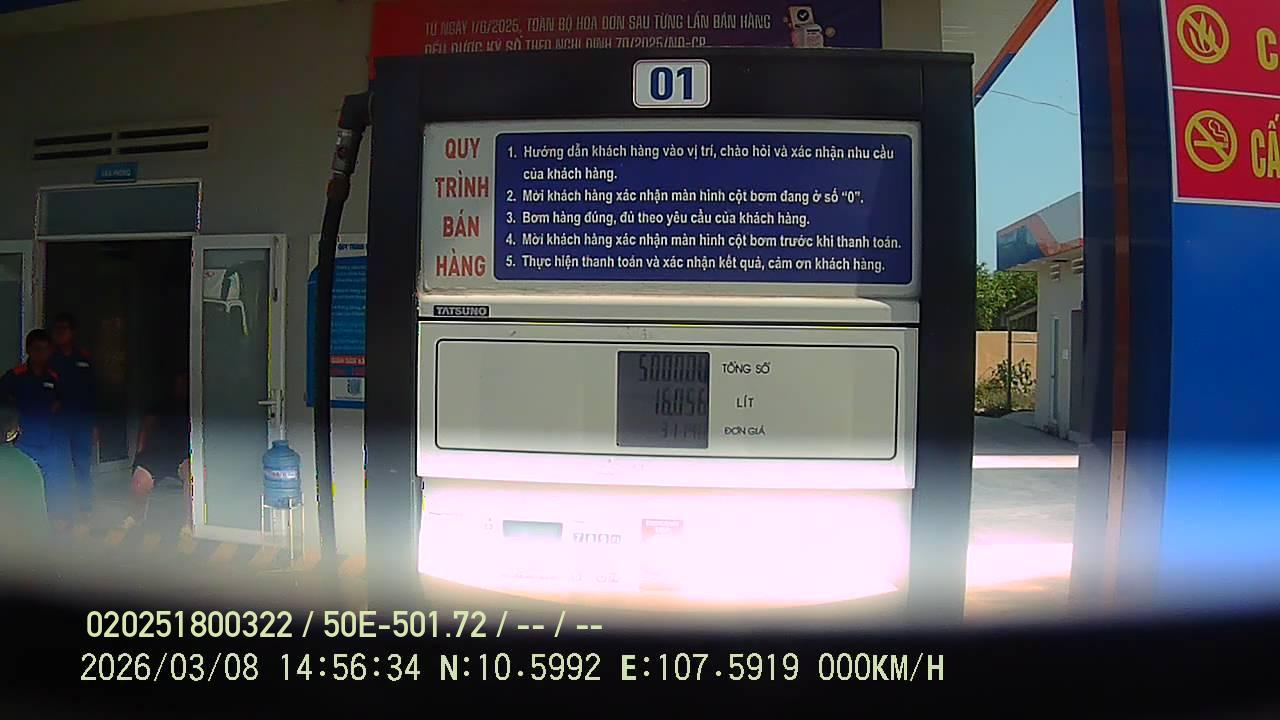 TỪ NGÀY 1/6/2025, TOÀN BỘ HÓA ĐƠN SAU TỪNG LẦN BÁN HÀNG
ĐỀU ĐƯỢC KÝ SỐ THEO NGHỊ ĐỊNH 70/2025/NĐ-CP
01
QUY
TRÌNH
BÁN
HÀNG
1. Hướng dẫn khách hàng vào vị trí, chào hỏi và xác nhận nhu cầu
của khách hàng.
2. Mời khách hàng xác nhận màn hình cột bơm đang ở số “0”.
3. Bơm hàng đúng, đủ theo yêu cầu của khách hàng.
4. Mời khách hàng xác nhận màn hình cột bơm trước khi thanh toán.
5. Thực hiện thanh toán và xác nhận kết quả, cảm ơn khách hàng.
TATSUNO
500000 TỔNG SỐ
16.056 LÍT
ĐƠN GIÁ
7 8 9
C
CẤ
020251800322 / 50E-501.72 / -- / --
2026/03/08 14:56:34 N:10.5992 E:107.5919 000KM/H